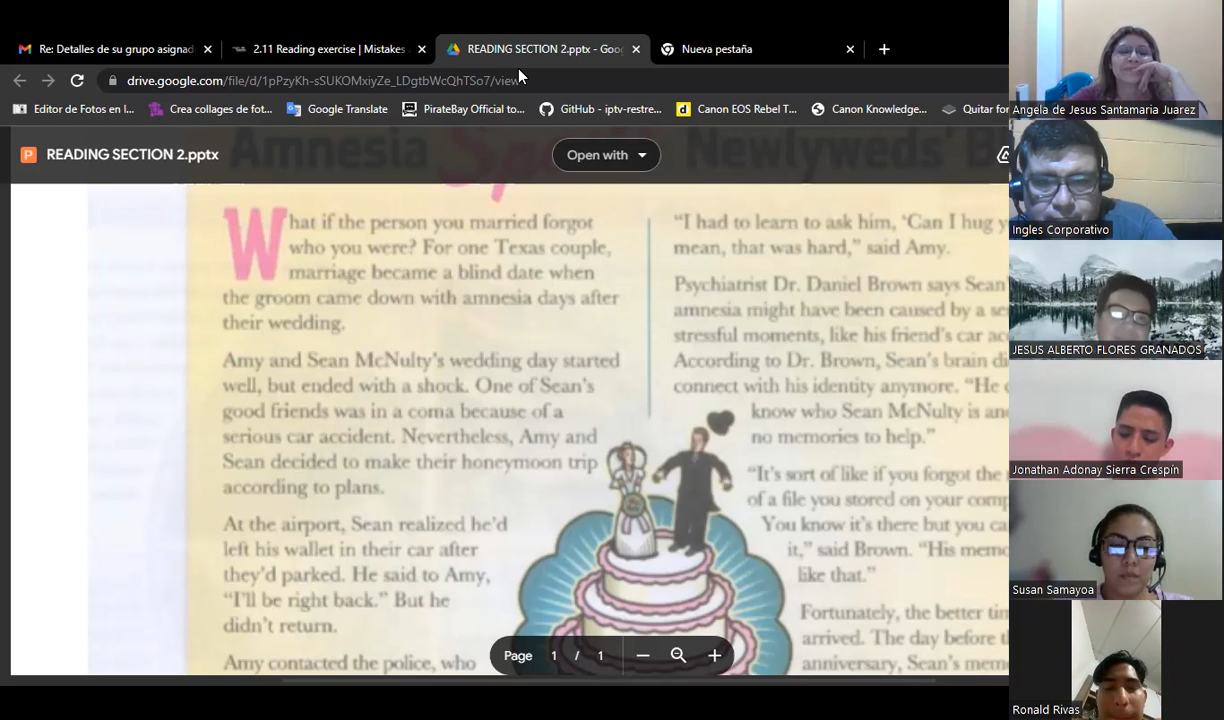 Re: Detalles de su grupo asignad
2.11 Reading exercise | Mistakes
READING SECTION 2.pptx - Goog
Nueva pestaña
drive.google.com/file/d/1pPzyKh-sSUKOMxiyZe_LDgtbWcQhTSo7/view
Editor de Fotos en l...
Crea collages de fot...
Google Translate
PirateBay Official to...
GitHub - iptv-restre...
Canon EOS Rebel T...
Canon Knowledge...
Quitar for
READING SECTION 2.pptx
Open with
Amnesia
Newlyweds' B
What if the person you married forgot
who you were? For one Texas couple,
marriage became a blind date when
the groom came down with amnesia days after
their wedding.
Amy and Sean McNulty's wedding day started
well, but ended with a shock. One of Sean's
good friends was in a coma because of a
serious car accident. Nevertheless, Amy and
Sean decided to make their honeymoon trip
according to plans.
At the airport, Sean realized he'd
left his wallet in their car after
they'd parked. He said to Amy,
"I'll be right back." But he
didn't return.
Amy contacted the police, who
"I had to learn to ask him, 'Can I hug y
mean, that was hard," said Amy.
Psychiatrist Dr. Daniel Brown says Sean'
amnesia might have been caused by a se
stressful moments, like his friend's car ac
According to Dr. Brown, Sean's brain di
connect with his identity anymore. "He
know who Sean McNulty is an
no memories to help."
"It's sort of like if you forgot the
of a file you stored on your comp
You know it's there but you ca
it," said Brown. "His memo
like that."
Fortunately, the better tim
arrived. The day before t
anniversary, Sean's mem
Page 1 / 1
Angela de Jesus Santamaria Juarez
Ingles Corporativo
JESUS ALBERTO FLORES GRANADOS
Jonathan Adonay Sierra Crespín
Susan Samayoa
Ronald Rivas